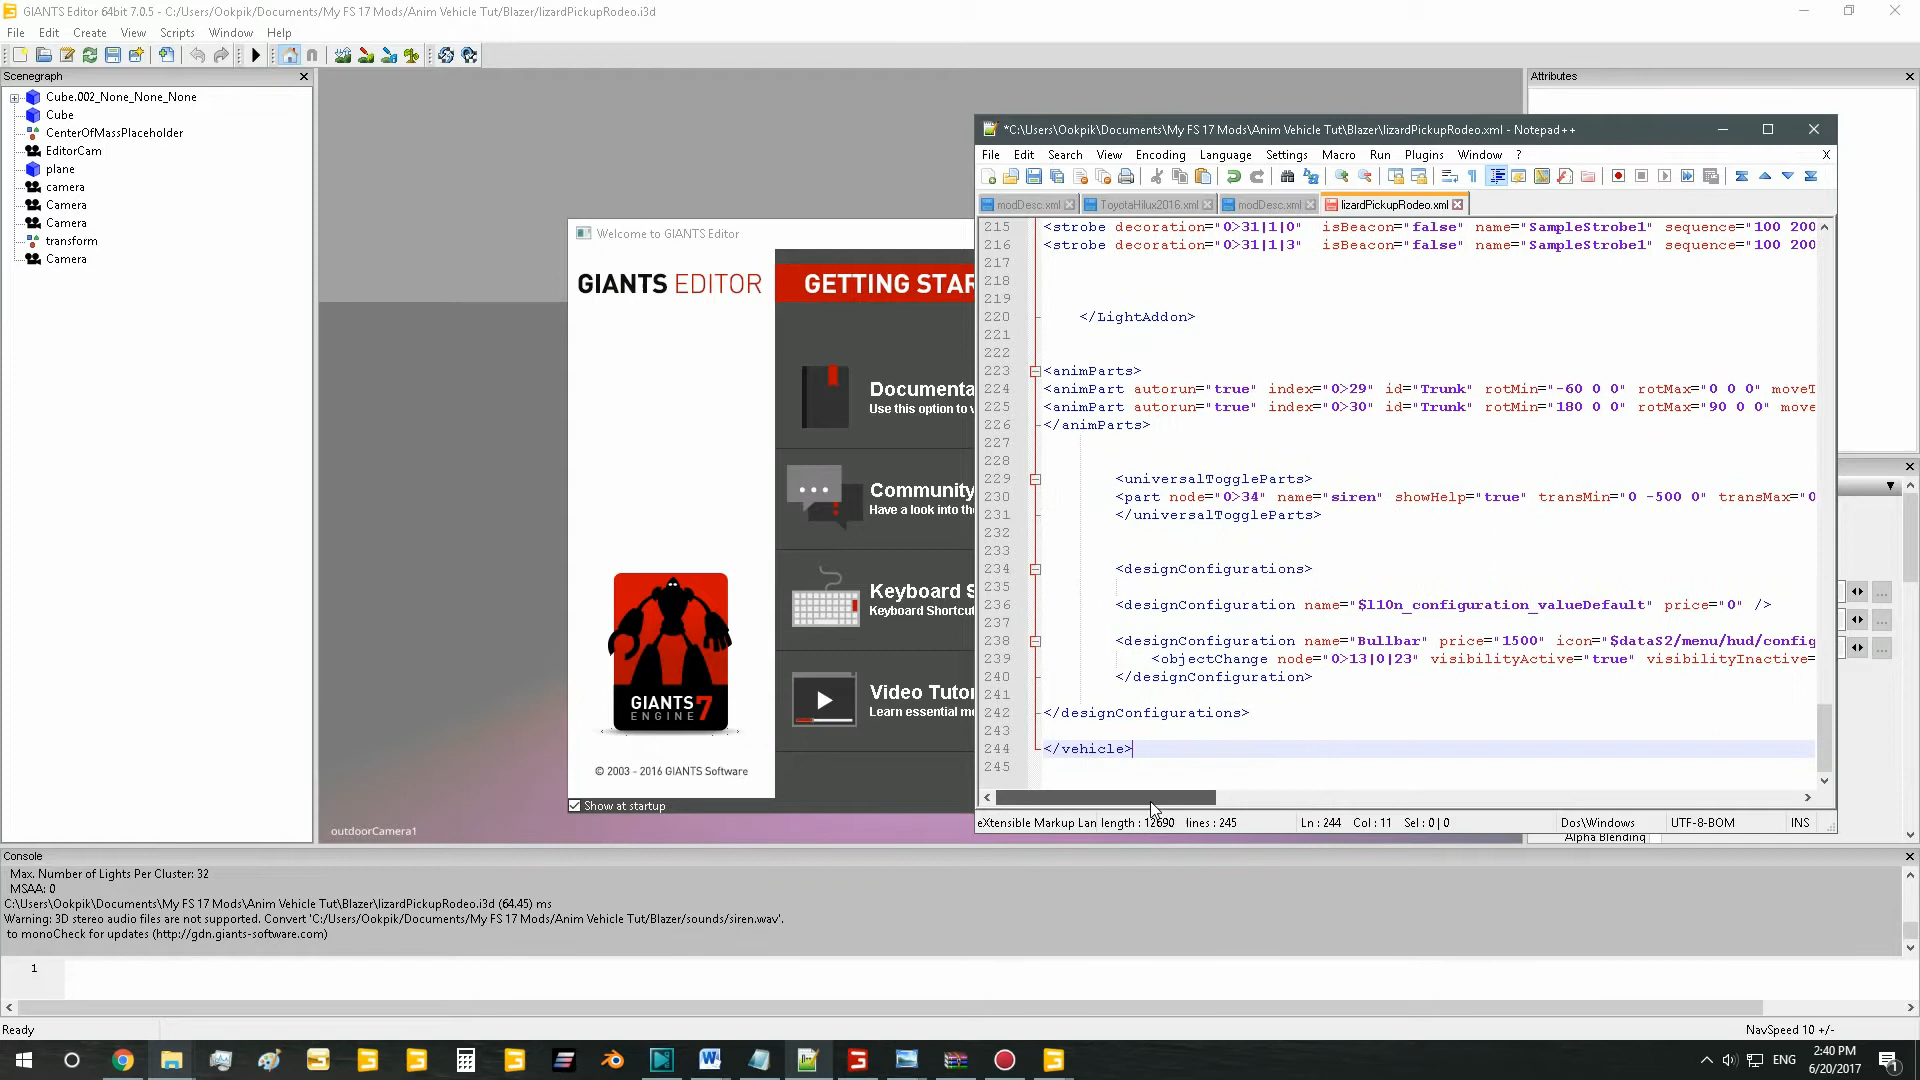 GIANTS Editor 64bit 7.0.5 - C:/Users/Ookpik/Documents/My FS 17 Mods/Anim Vehicle Tut/Blazer/lizardPickupRodeo.i3d
File Edit Create View Scripts Window Help
Scenegraph
Cube.002_None_None_None
Cube
CenterOfMassPlaceholder
EditorCam
plane
camera
Camera
Camera
transform
Camera
Attributes
Welcome to GIANTS Editor
GIANTS EDITOR
GETTING STAR
Documenta
Use this option to v
Community
Have a look into the
Keyboard S
Keyboard Shortcut
Video Tutor
Learn essential me
GIANTS 7
ENGINE
© 2003 - 2016 GIANTS Software
Show at startup
outdoorCamera1
*C:\Users\Ookpik\Documents\My FS 17 Mods\Anim Vehicle Tut\Blazer\lizardPickupRodeo.xml - Notepad++
File Edit Search View Encoding Language Settings Macro Run Plugins Window ? X
modDesc.xml ToyotaHilux2016.xml modDesc.xml lizardPickupRodeo.xml
215 <strobe decoration="0>31|1|0" isBeacon="false" name="SampleStrobe1" sequence="100 200
216 <strobe decoration="0>31|1|3" isBeacon="false" name="SampleStrobe1" sequence="100 200
217
218
219
220 </LightAddon>
221
222
223 <animParts>
224 <animPart autorun="true" index="0>29" id="Trunk" rotMin="-60 0 0" rotMax="0 0 0" moveT
225 <animPart autorun="true" index="0>30" id="Trunk" rotMin="180 0 0" rotMax="90 0 0" move
226 </animParts>
227
228
229 <universalToggleParts>
230 <part node="0>34" name="siren" showHelp="true" transMin="0 -500 0" transMax="0
231 </universalToggleParts>
232
233
234 <designConfigurations>
235
236 <designConfiguration name="$l10n_configuration_valueDefault" price="0" />
237
238 <designConfiguration name="Bullbar" price="1500" icon="$dataS2/menu/hud/config
239 <objectChange node="0>13|0|23" visibilityActive="true" visibilityInactive=
240 </designConfiguration>
241
242 </designConfigurations>
243
244 </vehicle>
245
eXtensible Markup Lan length : 12690 lines : 245 Ln : 244 Col : 11 Sel : 0 | 0 Dos\Windows UTF-8-BOM INS
Alpha Blending
Console
Max. Number of Lights Per Cluster: 32
MSAA: 0
C:\Users\Ookpik\Documents\My FS 17 Mods\Anim Vehicle Tut\Blazer\lizardPickupRodeo.i3d (64.45) ms
Warning: 3D stereo audio files are not supported. Convert 'C:/Users/Ookpik/Documents/My FS 17 Mods/Anim Vehicle Tut/Blazer/sounds/siren.wav'.
to monoCheck for updates (http://gdn.giants-software.com)
1
Ready
NavSpeed 10 +/-
ENG
2:40 PM
6/20/2017